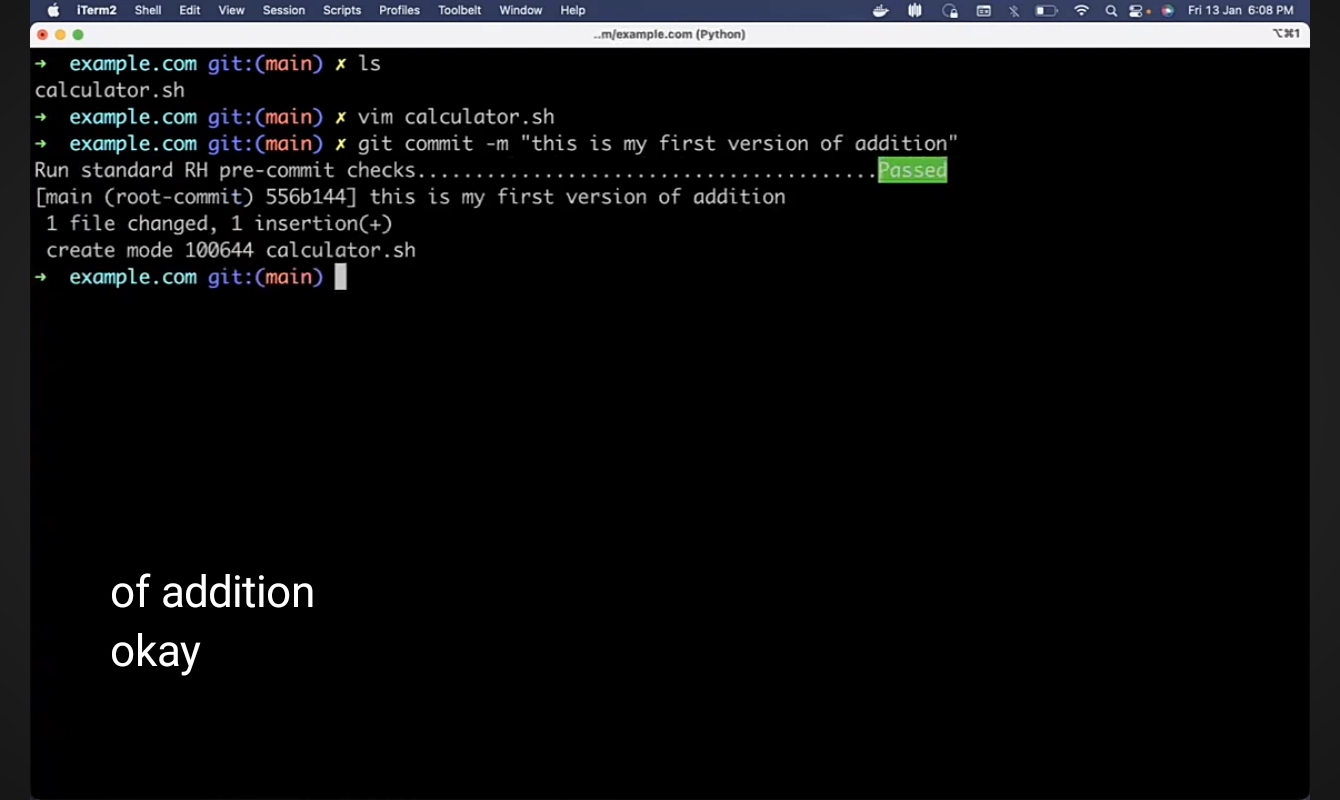 iTerm2 Shell Edit View Session Scripts Profiles Toolbelt Window Help Fri 13 Jan 6:08 PM
..m/example.com (Python) ⌥⌘1
➜ example.com git:(main) ✗ ls
calculator.sh
➜ example.com git:(main) ✗ vim calculator.sh
➜ example.com git:(main) ✗ git commit -m "this is my first version of addition"
Run standard RH pre-commit checks........................................Passed
[main (root-commit) 556b144] this is my first version of addition
1 file changed, 1 insertion(+)
create mode 100644 calculator.sh
➜ example.com git:(main)
of addition
okay